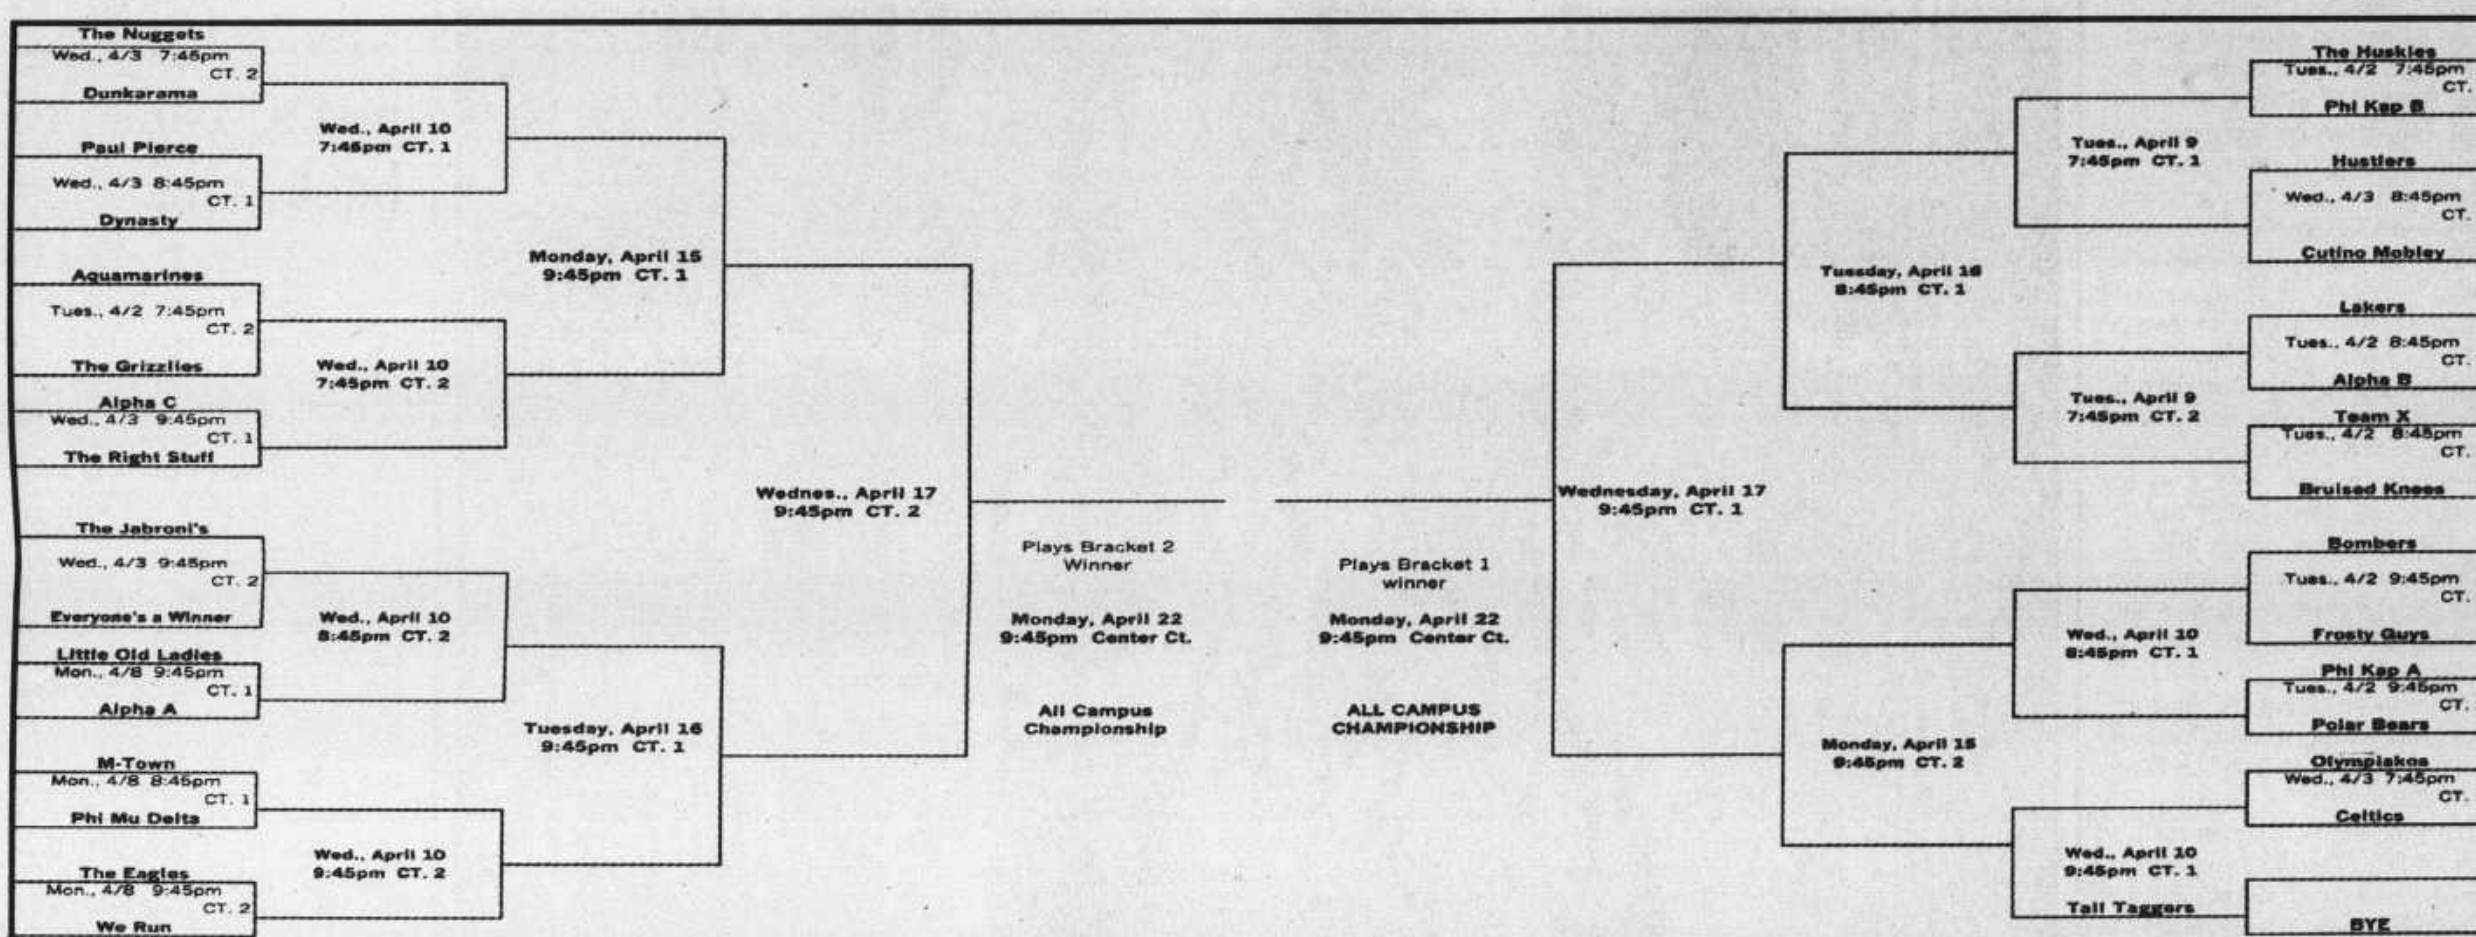 The Nuggets
Wed., 4/3 7:45pm
CT. 2
Dunkarama
Paul Pierce
Wed., 4/3 8:45pm
CT. 1
Dynasty
Aquamarines
Tues., 4/2 7:45pm
CT. 2
The Grizzlies
Alpha C
Wed., 4/3 9:45pm
CT. 1
The Right Stuff
The Jabroni's
Wed., 4/3 9:45pm
CT. 2
Everyone's a Winner
Little Old Ladies
Mon., 4/8 9:45pm
CT. 1
Alpha A
M-Town
Mon., 4/8 8:45pm
CT. 1
Phi Mu Delta
The Eagles
Mon., 4/8 9:45pm
CT. 2
We Run
Wed., April 10
7:45pm CT. 1
Wed., April 10
7:45pm CT. 2
Wed., April 10
8:45pm CT. 2
Wed., April 10
9:45pm CT. 2
Monday, April 15
9:45pm CT. 1
Tuesday, April 16
9:45pm CT. 1
Wednes., April 17
9:45pm CT. 2
Plays Bracket 2
Winner
Monday, April 22
9:45pm Center Ct.
All Campus
Championship
Plays Bracket 1
winner
Monday, April 22
9:45pm Center Ct.
ALL CAMPUS
CHAMPIONSHIP
Wednesday, April 17
9:45pm CT. 1
Tuesday, April 16
8:45pm CT. 1
Monday, April 15
9:45pm CT. 2
Tues., April 9
7:45pm CT. 1
Tues., April 9
7:45pm CT. 2
Wed., April 10
8:45pm CT. 1
Wed., April 10
9:45pm CT. 1
Tail Taggers
The Huskies
Tues., 4/2 7:45pm
CT.
Phi Kap B
Hustlers
Wed., 4/3 8:45pm
CT.
Cutino Mobley
Lakers
Tues., 4/2 8:45pm
CT.
Alpha B
Team X
Tues., 4/2 8:45pm
CT.
Bruised Knees
Bombers
Tues., 4/2 9:45pm
CT.
Frosty Guys
Phi Kap A
Tues., 4/2 9:45pm
CT.
Polar Bears
Olympiakos
Wed., 4/3 7:45pm
CT.
Celtics
BYE